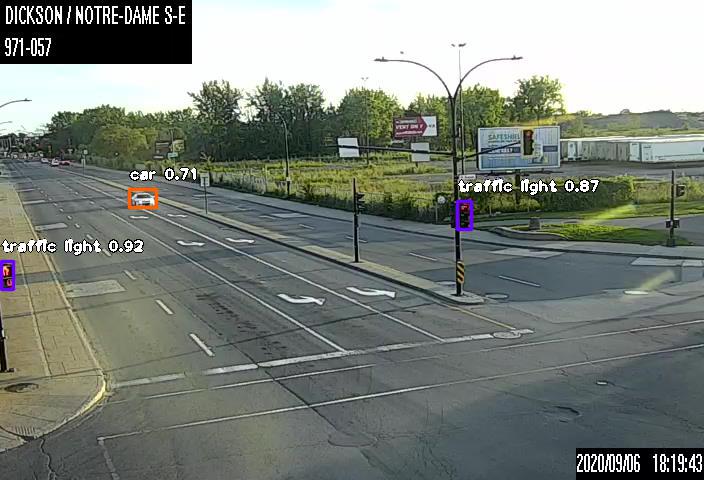 DICKSON / NOTRE-DAME S-E
971-057
car 0.71
traffic light 0.87
traffic light 0.92
2020/09/06 18:19:43